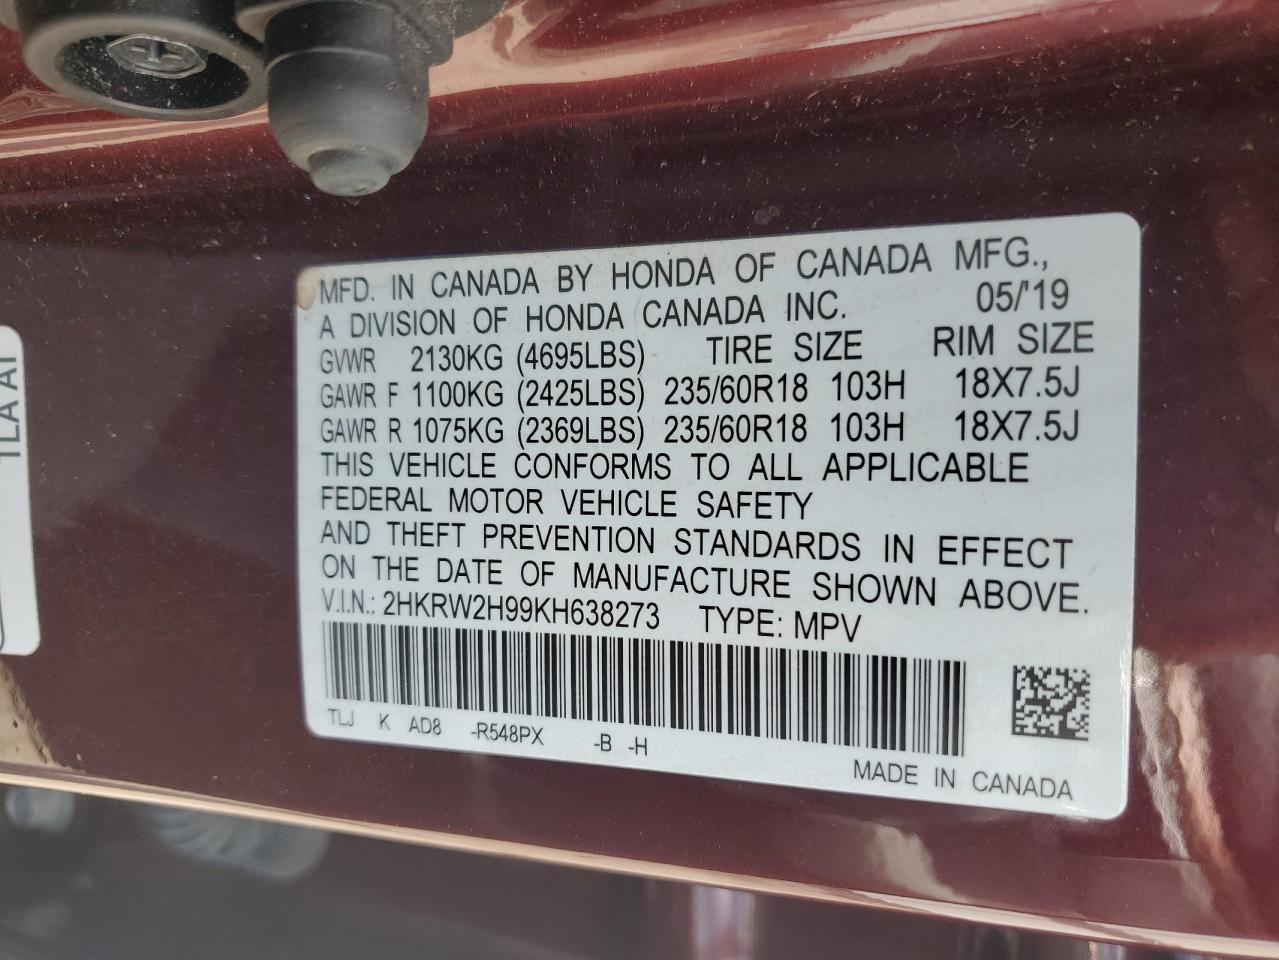 MFD. IN CANADA BY HONDA OF CANADA MFG.,
A DIVISION OF HONDA CANADA INC. 05/'19
GVWR 2130KG (4695LBS) TIRE SIZE RIM SIZE
GAWR F 1100KG (2425LBS) 235/60R18 103H 18X7.5J
GAWR R 1075KG (2369LBS) 235/60R18 103H 18X7.5J
THIS VEHICLE CONFORMS TO ALL APPLICABLE
FEDERAL MOTOR VEHICLE SAFETY
AND THEFT PREVENTION STANDARDS IN EFFECT
ON THE DATE OF MANUFACTURE SHOWN ABOVE.
V.I.N.: 2HKRW2H99KH638273 TYPE: MPV
TLJ K AD8 -R548PX -B -H
MADE IN CANADA